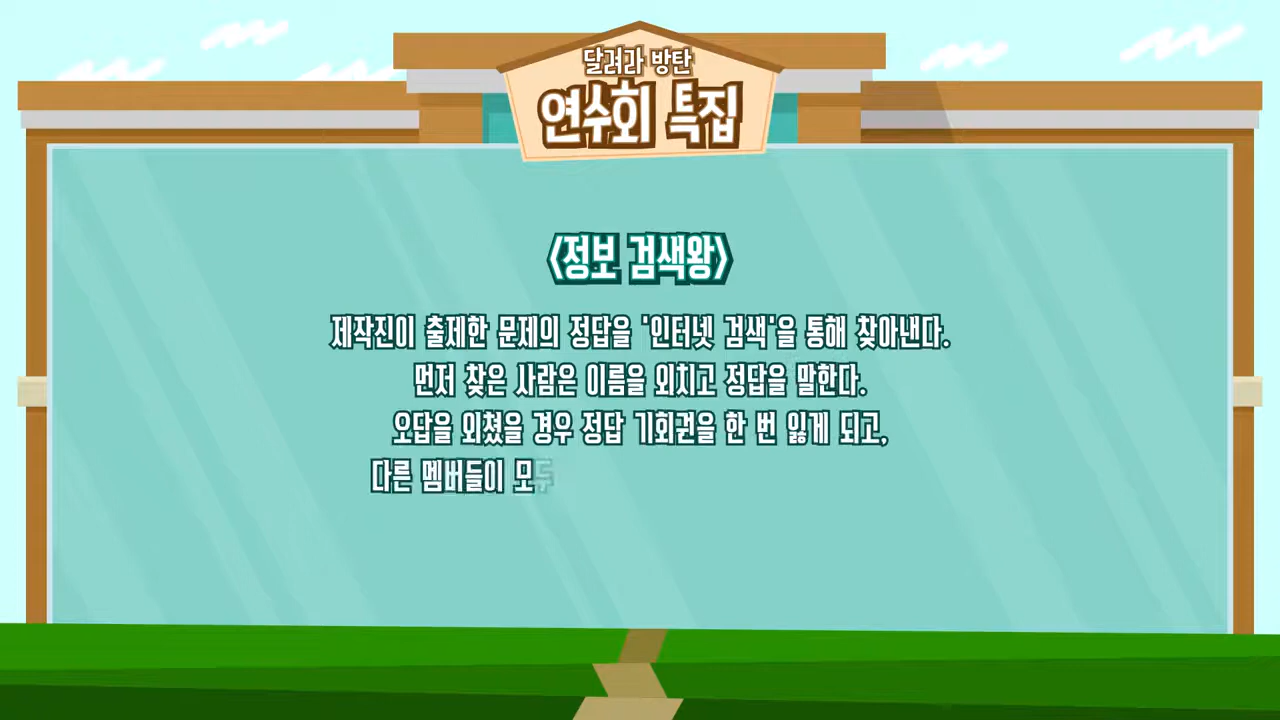 달려라 방탄
연수회 특집
<정보 검색왕>
제작진이 출제한 문제의 정답을 '인터넷 검색'을 통해 찾아낸다.
먼저 찾은 사람은 이름을 외치고 정답을 말한다.
오답을 외쳤을 경우 정답 기회권을 한 번 잃게 되고,
다른 멤버들이 모두